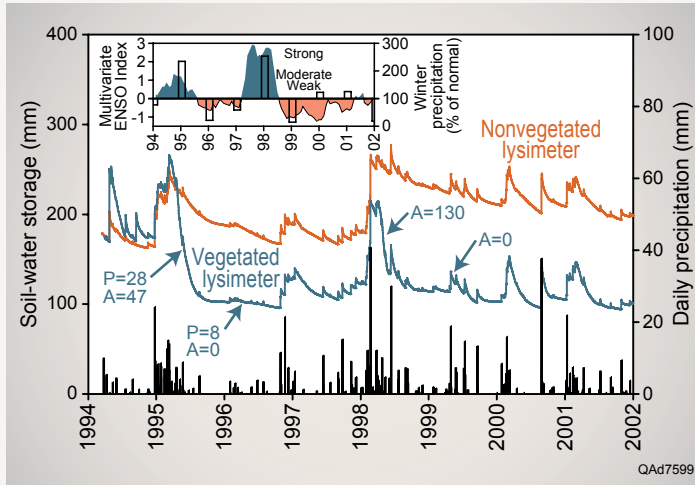 Soil-water storage (mm)
400
300
200
100
0
Daily precipitation (mm)
100
80
60
40
20
0
1994
1995
1996
1997
1998
1999
2000
2001
2002
Multivariate
ENSO Index
3
2
1
0
-1
Winter
precipitation
(% of normal)
300
200
100
0
94
95
96
97
98
99
00
01
02
Strong
Moderate
Weak
Nonvegetated
lysimeter
Vegetated
lysimeter
P=28
A=47
P=8
A=0
A=130
A=0
QAd7599